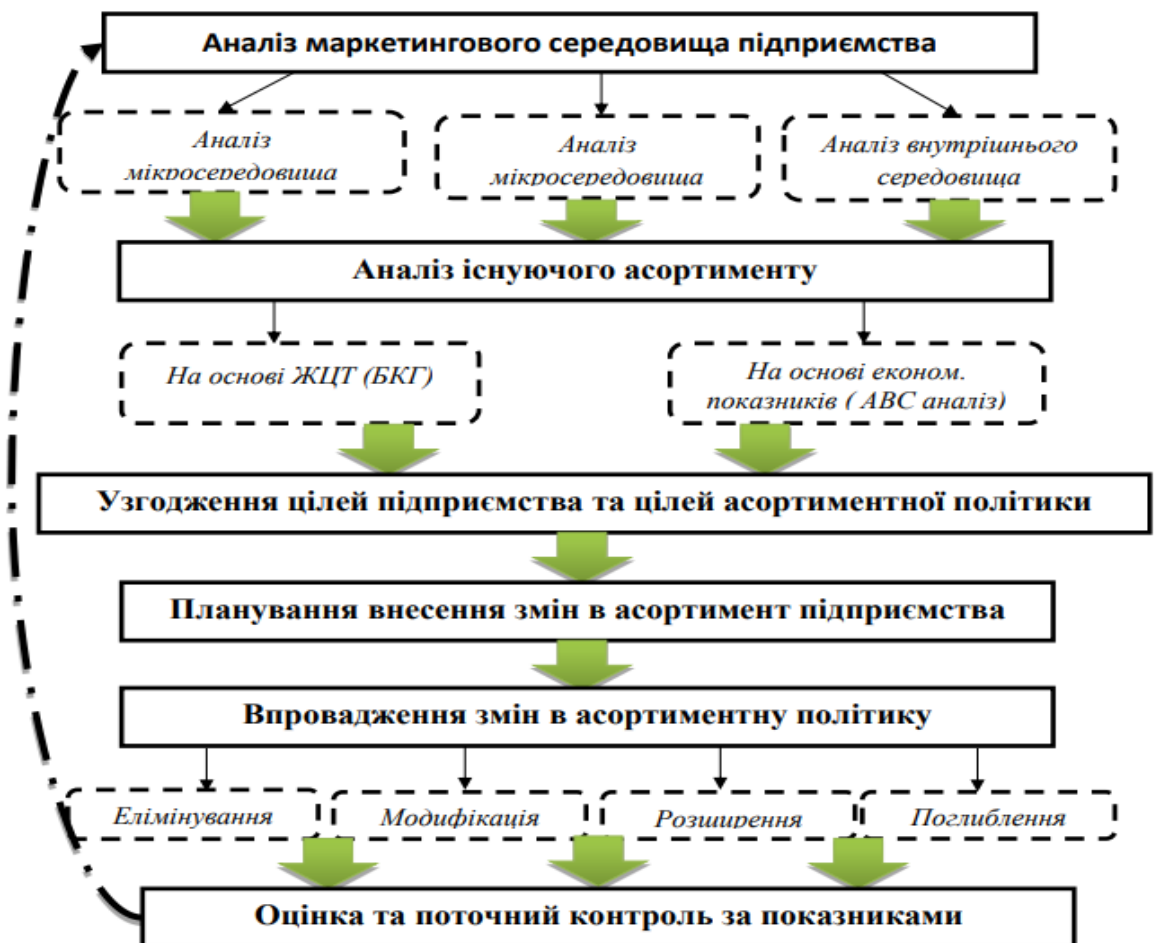 Аналіз маркетингового середовища підприємства
Аналіз
мікросередовища
Аналіз
мікросередовища
Аналіз внутрішнього
середовища
Аналіз існуючого асортименту
На основі ЖЦТ (БКГ)
На основі економ.
показників ( АВС аналіз)
Узгодження цілей підприємства та цілей асортиментної політики
Планування внесення змін в асортимент підприємства
Впровадження змін в асортиментну політику
Елімінування
Модифікація
Розширення
Поглиблення
Оцінка та поточний контроль за показниками